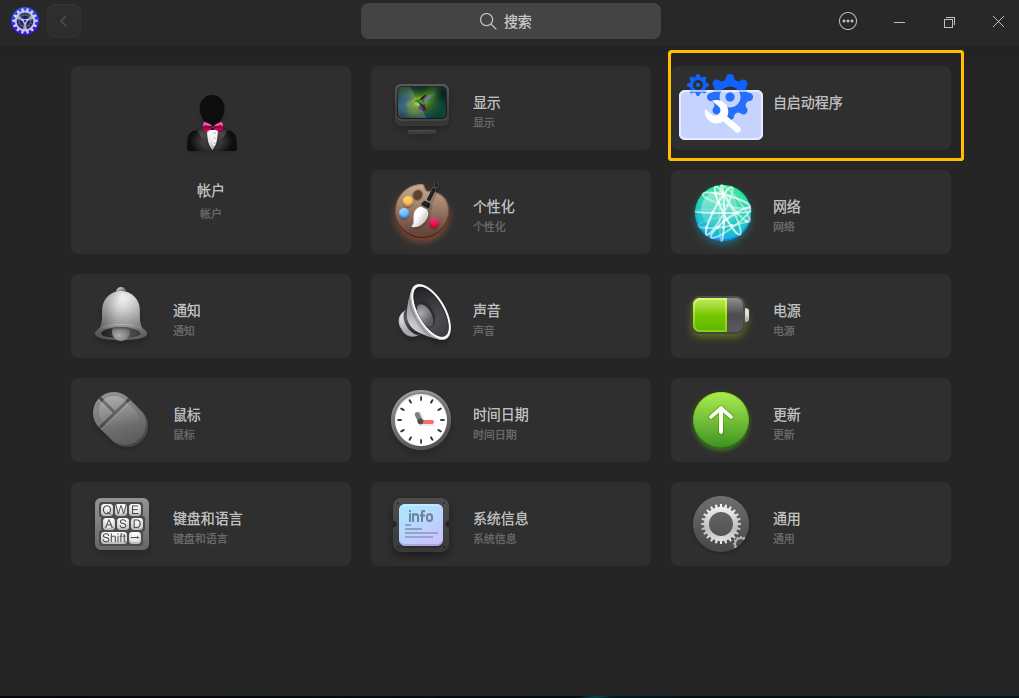 搜索
帐户
帐户
显示
显示
自启动程序
个性化
个性化
网络
网络
通知
通知
声音
声音
电源
电源
鼠标
鼠标
时间日期
时间日期
更新
更新
Q W E
A S D
Shift →
键盘和语言
键盘和语言
info
系统信息
系统信息
通用
通用